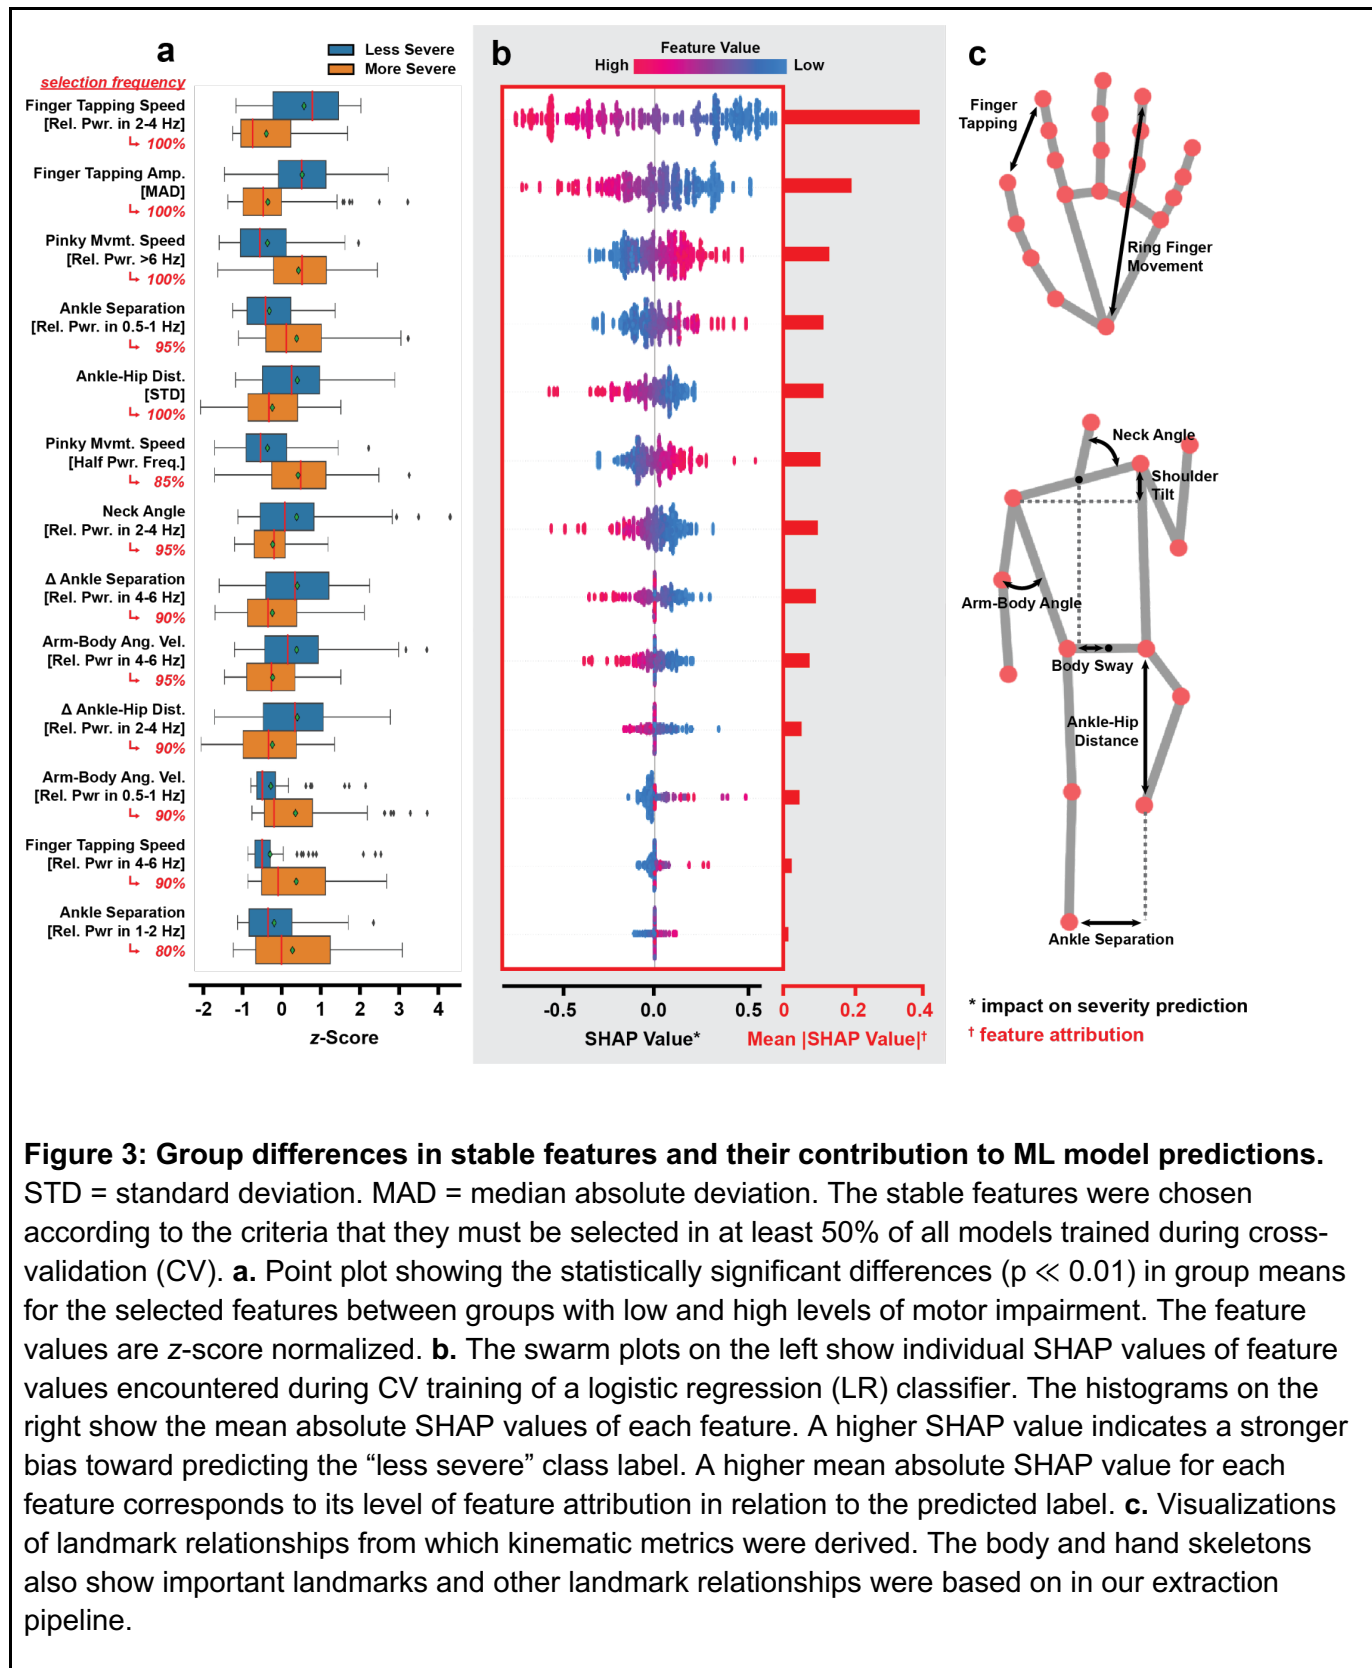 a
Less Severe
More Severe
selection frequency
Finger Tapping Speed
[Rel. Pwr. in 2-4 Hz]
↳ 100%
Finger Tapping Amp.
[MAD]
↳ 100%
Pinky Mvmt. Speed
[Rel. Pwr. >6 Hz]
↳ 100%
Ankle Separation
[Rel. Pwr. in 0.5-1 Hz]
↳ 95%
Ankle-Hip Dist.
[STD]
↳ 100%
Pinky Mvmt. Speed
[Half Pwr. Freq.]
↳ 85%
Neck Angle
[Rel. Pwr. in 2-4 Hz]
↳ 95%
Δ Ankle Separation
[Rel. Pwr. in 4-6 Hz]
↳ 90%
Arm-Body Ang. Vel.
[Rel. Pwr in 4-6 Hz]
↳ 95%
Δ Ankle-Hip Dist.
[Rel. Pwr. in 2-4 Hz]
↳ 90%
Arm-Body Ang. Vel.
[Rel. Pwr in 0.5-1 Hz]
↳ 90%
Finger Tapping Speed
[Rel. Pwr in 4-6 Hz]
↳ 90%
Ankle Separation
[Rel. Pwr in 1-2 Hz]
↳ 80%
-2 -1 0 1 2 3 4
z-Score
b
Feature Value
High Low
-0.5 0.0 0.5
SHAP Value*
0 0.2 0.4
Mean |SHAP Value|†
c
Finger
Tapping
Ring Finger
Movement
Neck Angle
Shoulder
Tilt
Arm-Body Angle
Body Sway
Ankle-Hip
Distance
Ankle Separation
* impact on severity prediction
† feature attribution
Figure 3: Group differences in stable features and their contribution to ML model predictions.
STD = standard deviation. MAD = median absolute deviation. The stable features were chosen
according to the criteria that they must be selected in at least 50% of all models trained during cross-
validation (CV). a. Point plot showing the statistically significant differences (p ≪ 0.01) in group means
for the selected features between groups with low and high levels of motor impairment. The feature
values are z-score normalized. b. The swarm plots on the left show individual SHAP values of feature
values encountered during CV training of a logistic regression (LR) classifier. The histograms on the
right show the mean absolute SHAP values of each feature. A higher SHAP value indicates a stronger
bias toward predicting the “less severe” class label. A higher mean absolute SHAP value for each
feature corresponds to its level of feature attribution in relation to the predicted label. c. Visualizations
of landmark relationships from which kinematic metrics were derived. The body and hand skeletons
also show important landmarks and other landmark relationships were based on in our extraction
pipeline.